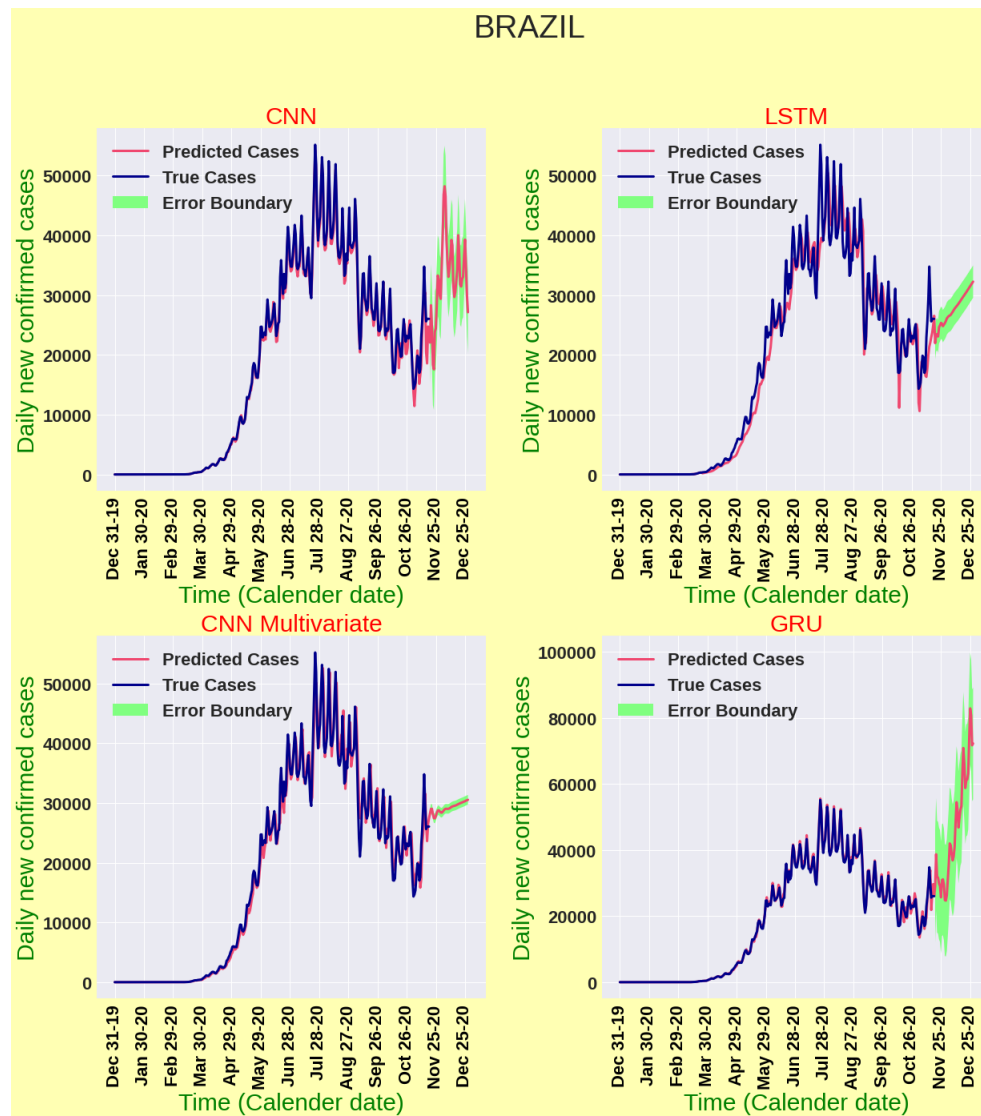 BRAZIL
CNN
Predicted Cases
True Cases
Error Boundary
Daily new confirmed cases
50000
40000
30000
20000
10000
0
Dec 31-19
Jan 30-20
Feb 29-20
Mar 30-20
Apr 29-20
May 29-20
Jun 28-20
Jul 28-20
Aug 27-20
Sep 26-20
Oct 26-20
Nov 25-20
Dec 25-20
Time (Calender date)
LSTM
Predicted Cases
True Cases
Error Boundary
Daily new confirmed cases
50000
40000
30000
20000
10000
0
Dec 31-19
Jan 30-20
Feb 29-20
Mar 30-20
Apr 29-20
May 29-20
Jun 28-20
Jul 28-20
Aug 27-20
Sep 26-20
Oct 26-20
Nov 25-20
Dec 25-20
Time (Calender date)
CNN Multivariate
Predicted Cases
True Cases
Error Boundary
Daily new confirmed cases
50000
40000
30000
20000
10000
0
Dec 31-19
Jan 30-20
Feb 29-20
Mar 30-20
Apr 29-20
May 29-20
Jun 28-20
Jul 28-20
Aug 27-20
Sep 26-20
Oct 26-20
Nov 25-20
Dec 25-20
Time (Calender date)
GRU
Predicted Cases
True Cases
Error Boundary
Daily new confirmed cases
100000
80000
60000
40000
20000
0
Dec 31-19
Jan 30-20
Feb 29-20
Mar 30-20
Apr 29-20
May 29-20
Jun 28-20
Jul 28-20
Aug 27-20
Sep 26-20
Oct 26-20
Nov 25-20
Dec 25-20
Time (Calender date)